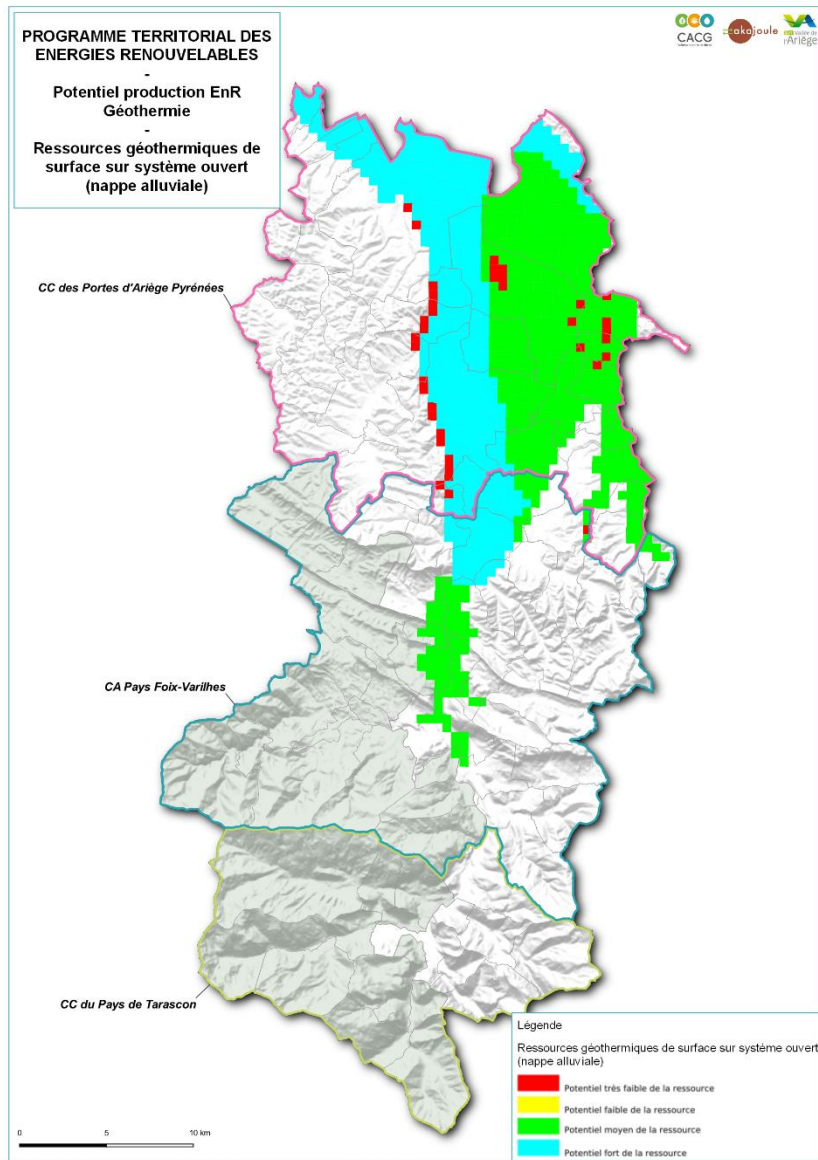 PROGRAMME TERRITORIAL DES
ENERGIES RENOUVELABLES
-
Potentiel production EnR
Géothermie
-
Ressources géothermiques de
surface sur système ouvert
(nappe alluviale)
CACG
akajoule
Ariège
CC des Portes d'Ariège Pyrénées
CA Pays Foix-Varilhes
CC du Pays de Tarascon
0 5 10 km
Légende
Ressources géothermiques de surface sur système ouvert
(nappe alluviale)
Potentiel très faible de la ressource
Potentiel faible de la ressource
Potentiel moyen de la ressource
Potentiel fort de la ressource